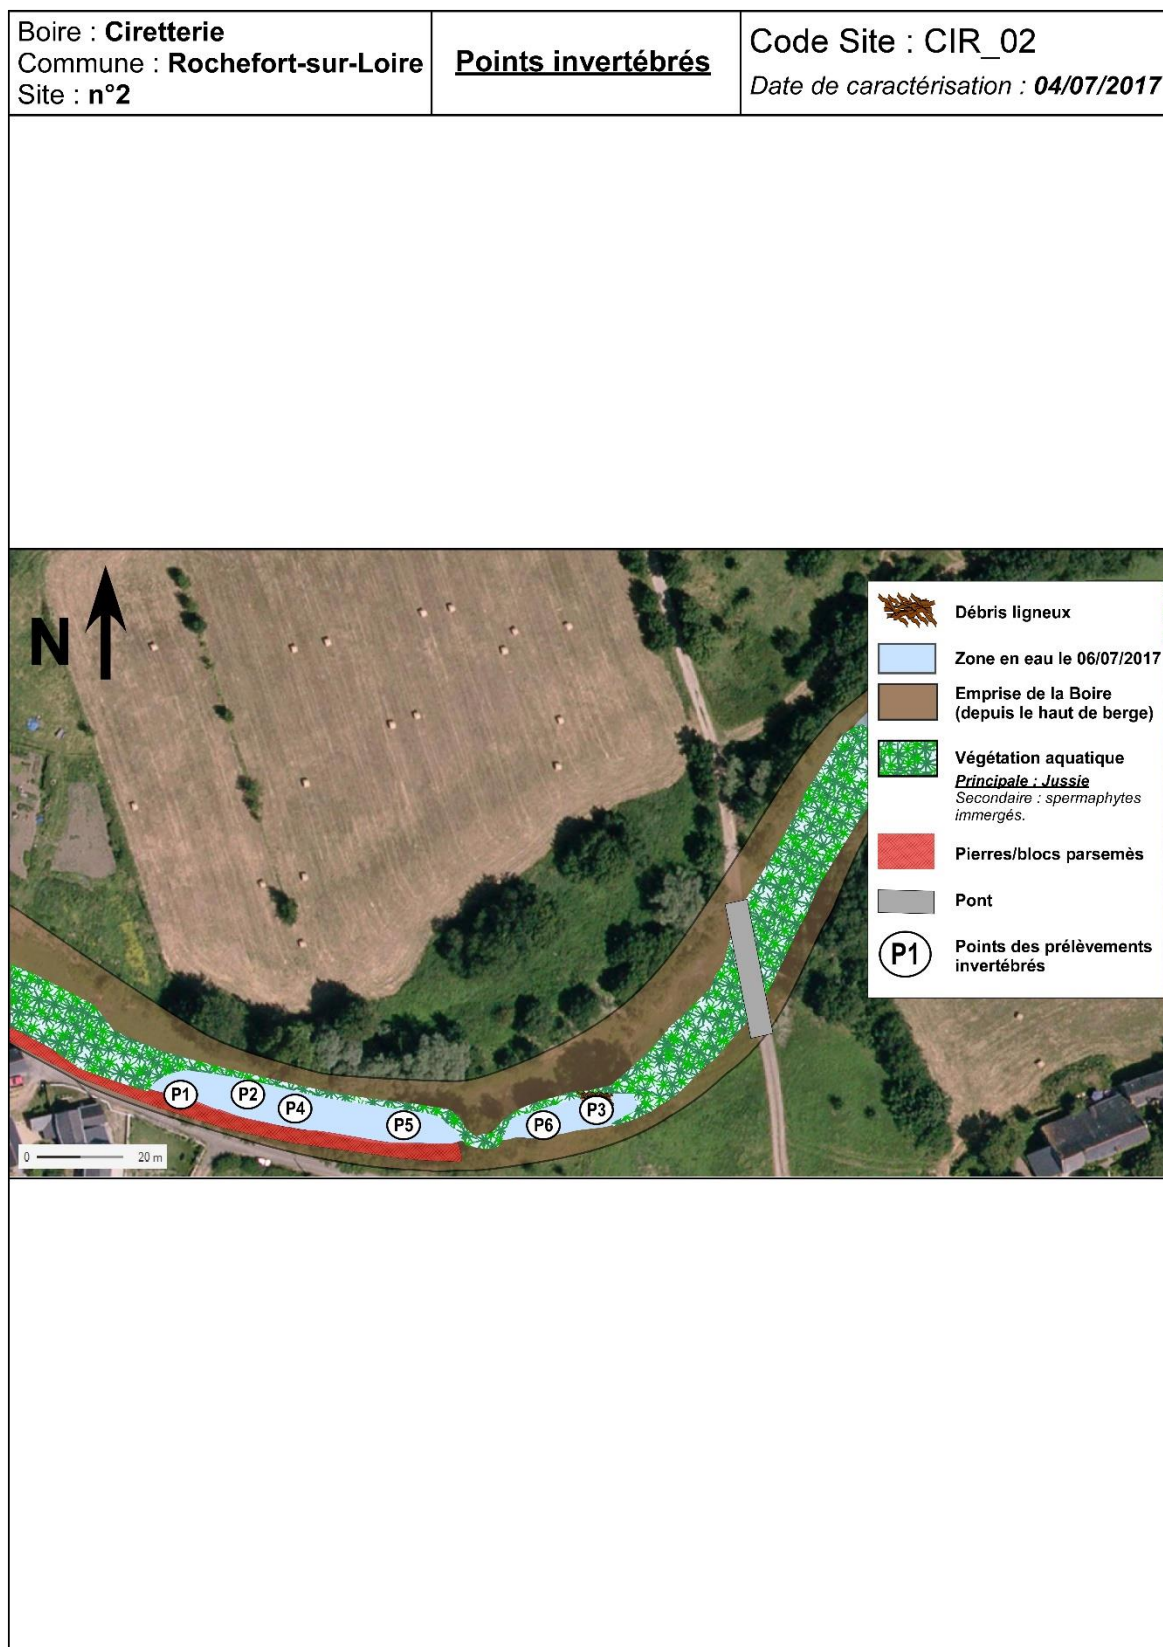 Boire : Ciretterie
Commune : Rochefort-sur-Loire
Site : n°2
Points invertébrés
Code Site : CIR_02
Date de caractérisation : 04/07/2017
N
Débris ligneux
Zone en eau le 06/07/2017
Emprise de la Boire
(depuis le haut de berge)
Végétation aquatique
Principale : Jussie
Secondaire : spermaphytes
immergés.
Pierres/blocs parsemès
Pont
P1
Points des prélèvements
invertébrés
P1
P2
P4
P5
P6
P3
0
20 m